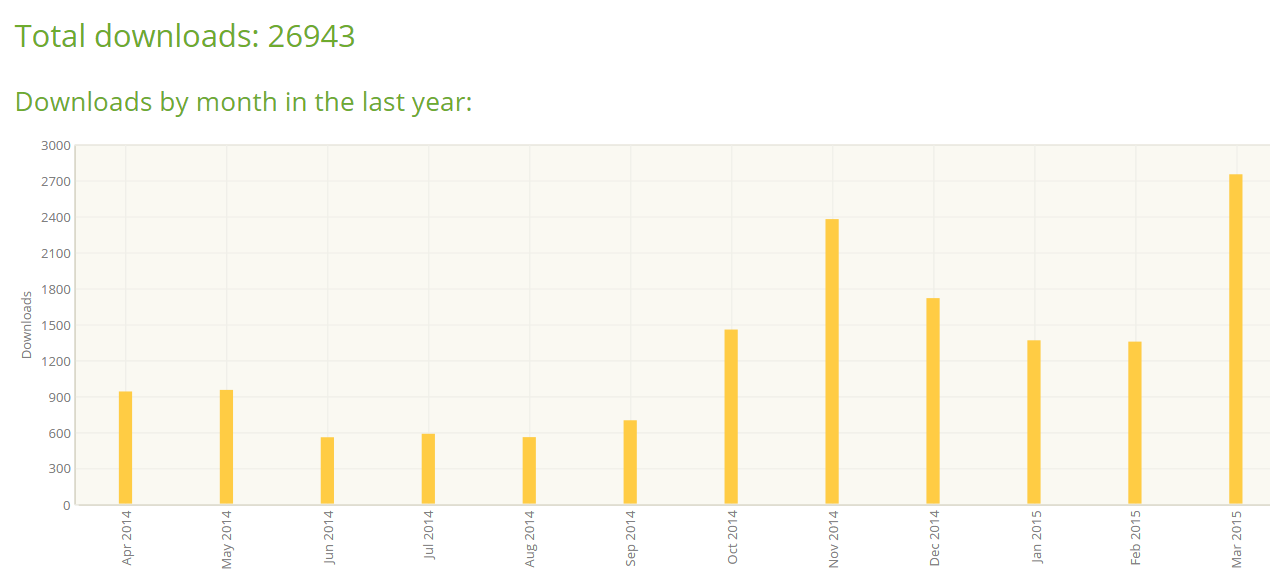 Total downloads: 26943
Downloads by month in the last year:
3000
2700
2400
2100
1800
1500
1200
900
600
300
0
Downloads
Apr 2014
May 2014
Jun 2014
Jul 2014
Aug 2014
Sep 2014
Oct 2014
Nov 2014
Dec 2014
Jan 2015
Feb 2015
Mar 2015